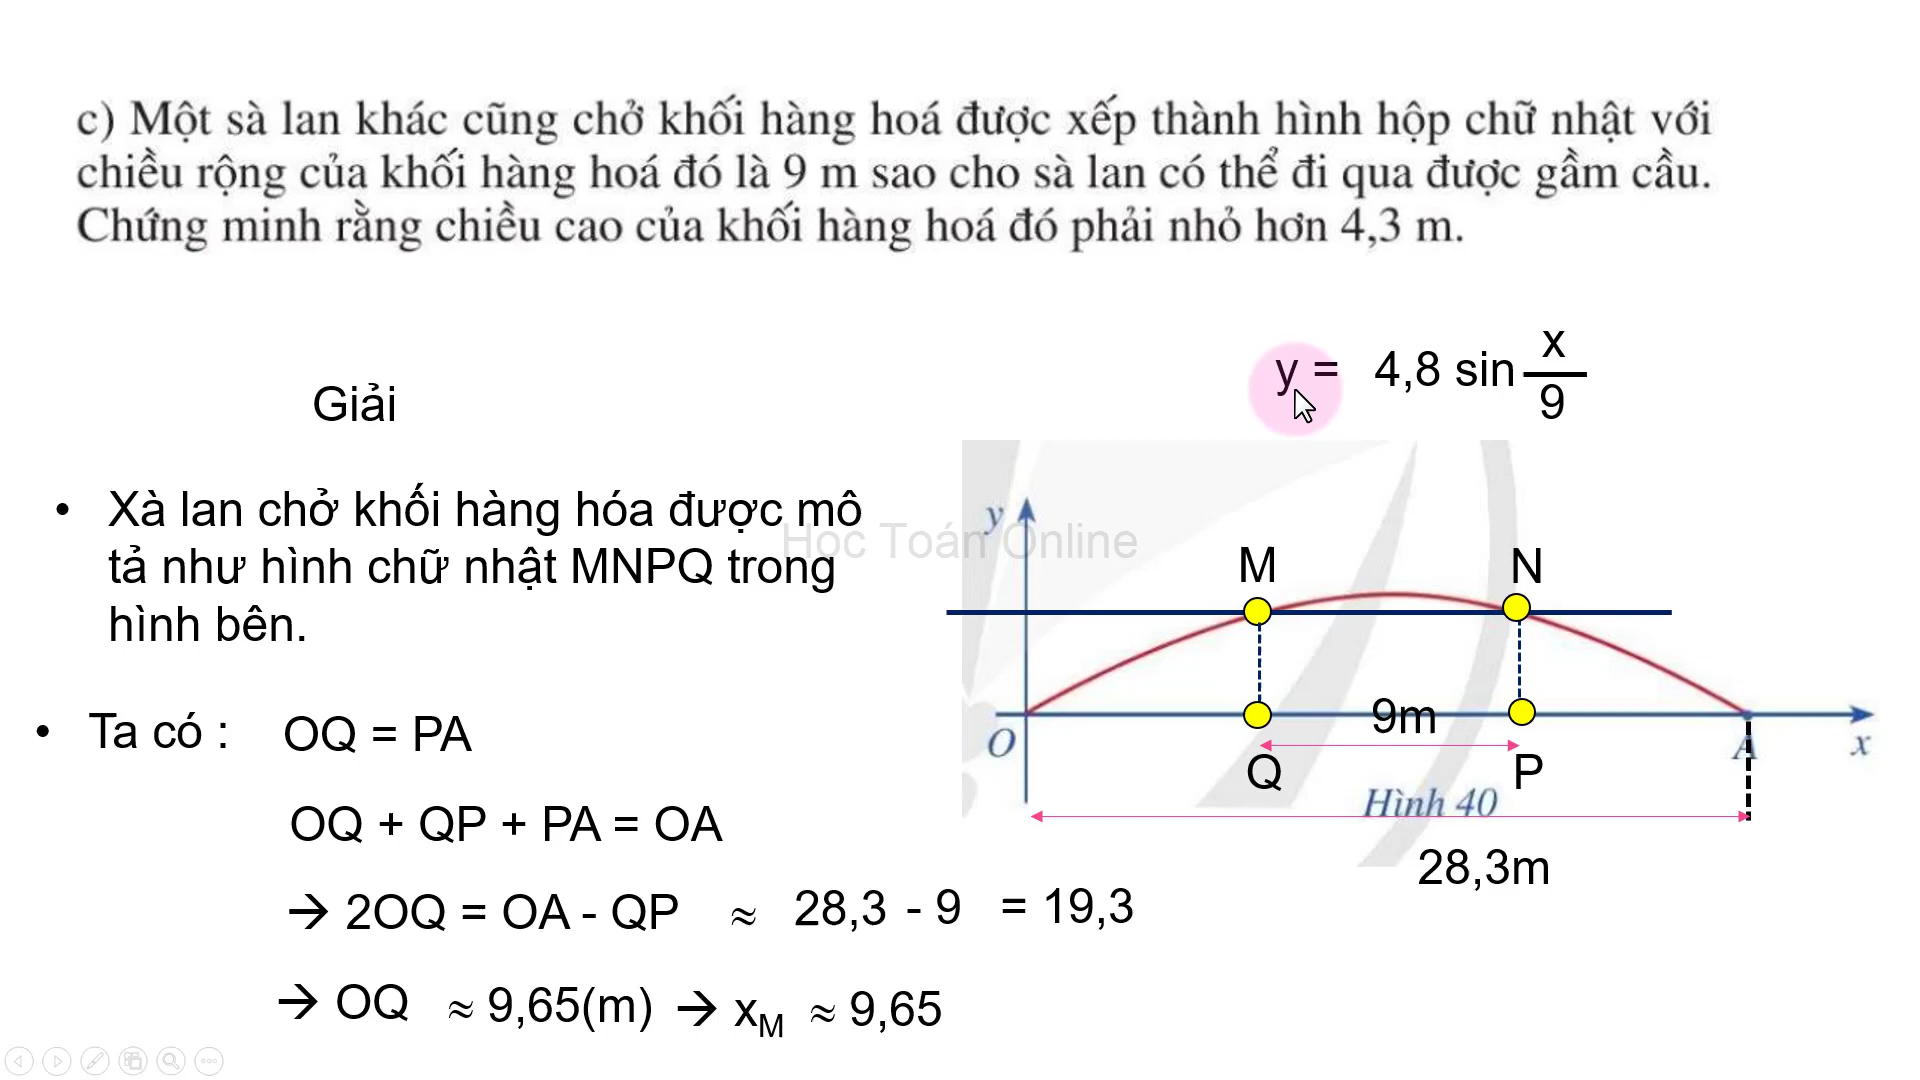 c) Một sà lan khác cũng chở khối hàng hoá được xếp thành hình hộp chữ nhật với
chiều rộng của khối hàng hoá đó là 9 m sao cho sà lan có thể đi qua được gầm cầu.
Chứng minh rằng chiều cao của khối hàng hoá đó phải nhỏ hơn 4,3 m.
y = 4,8 sin x/9
Giải
• Xà lan chở khối hàng hóa được mô
tả như hình chữ nhật MNPQ trong
hình bên.
Học Toán Online
y
M N
9m
O Q P A x
Hình 40
28,3m
• Ta có : OQ = PA
OQ + QP + PA = OA
→ 2OQ = OA - QP ≈ 28,3 - 9 = 19,3
→ OQ ≈ 9,65(m) → xM ≈ 9,65